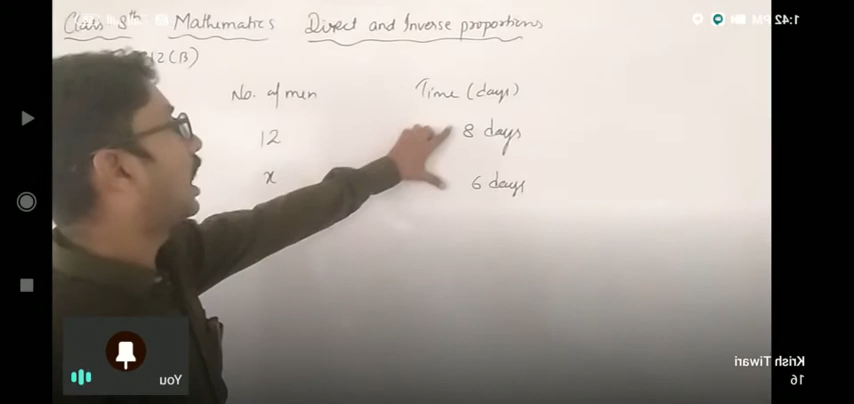 1:42 PM
Class 8th Mathematics Direct and Inverse proportions
12 (B)
No. of men Time (days)
12 8 days
x 6 days
Krish Tiwari
You 16